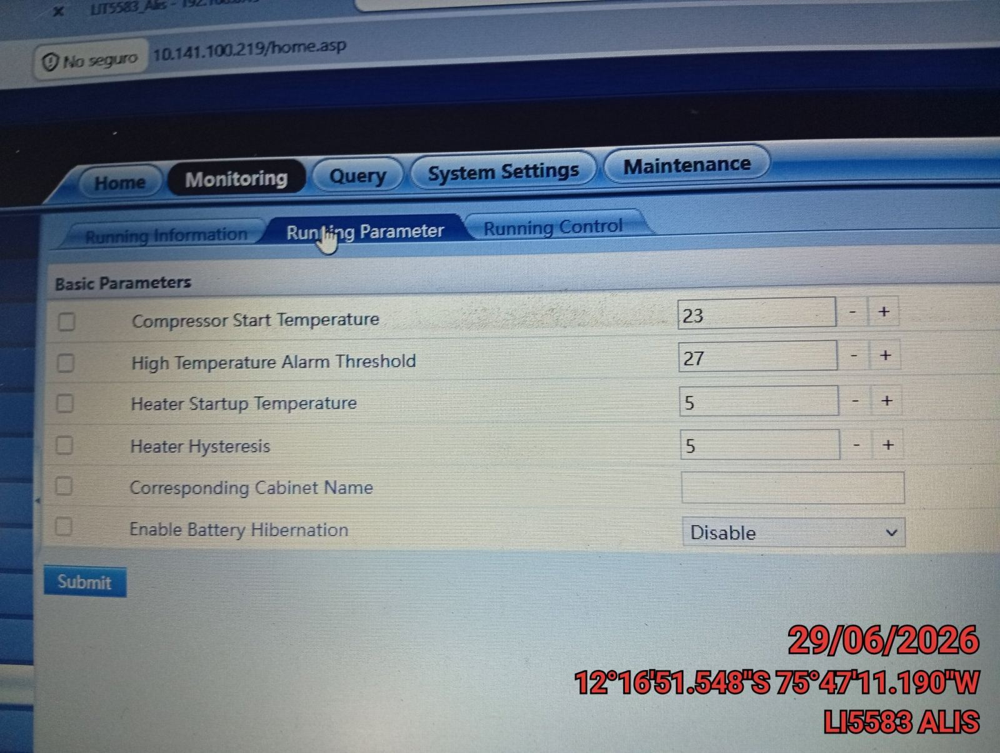 LIT5583_Alis - 192.
No seguro 10.141.100.219/home.asp
Home Monitoring Query System Settings Maintenance
Running Information Running Parameter Running Control
Basic Parameters
Compressor Start Temperature 23 - +
High Temperature Alarm Threshold 27 - +
Heater Startup Temperature 5 - +
Heater Hysteresis 5 - +
Corresponding Cabinet Name
Enable Battery Hibernation Disable
Submit
29/06/2026
12°16'51.548"S 75°47'11.190"W
LI5583 ALIS